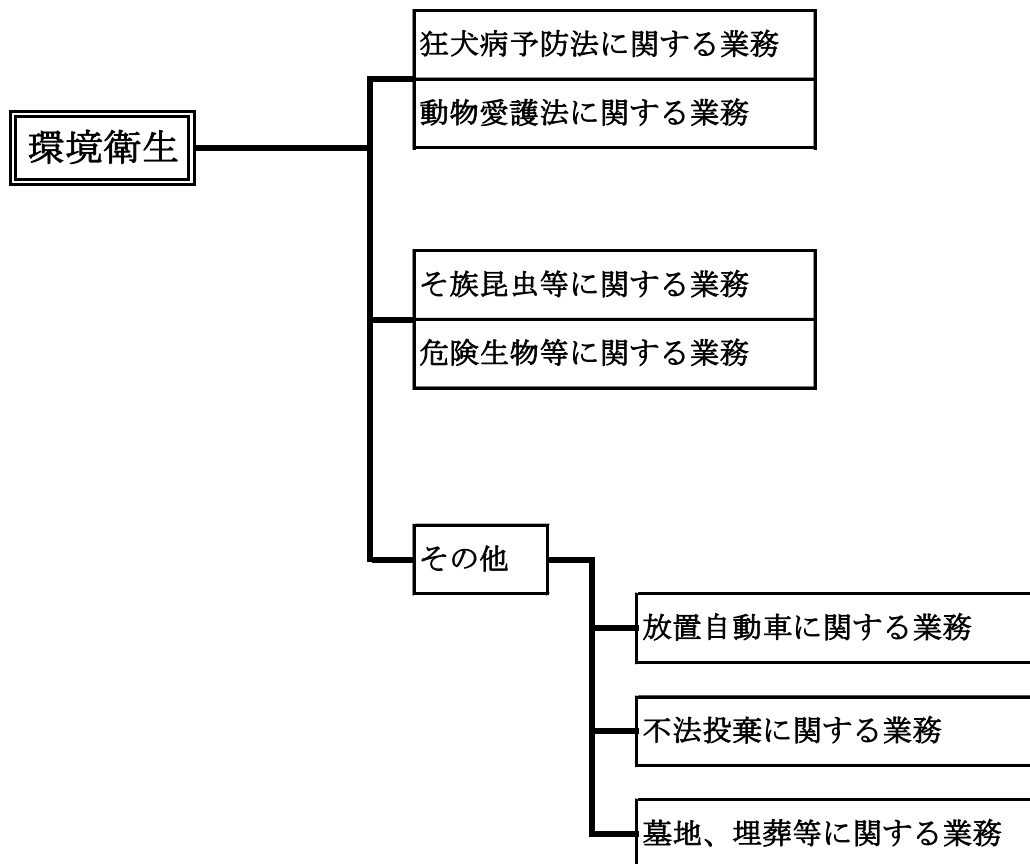 環境衛生
狂犬病予防法に関する業務
動物愛護法に関する業務
そ族昆虫等に関する業務
危険生物等に関する業務
その他
放置自動車に関する業務
不法投棄に関する業務
墓地、埋葬等に関する業務